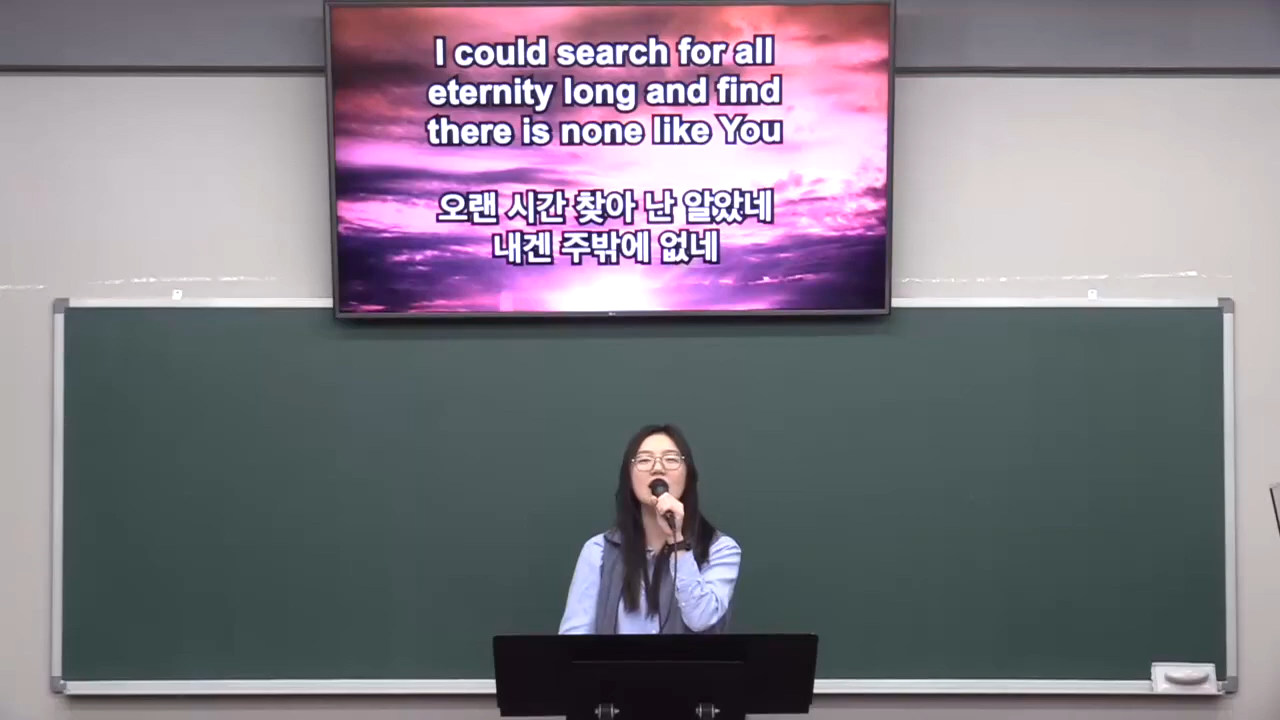 I could search for all
eternity long and find
there is none like You
오랜 시간 찾아 난 알았네
내겐 주밖에 없네